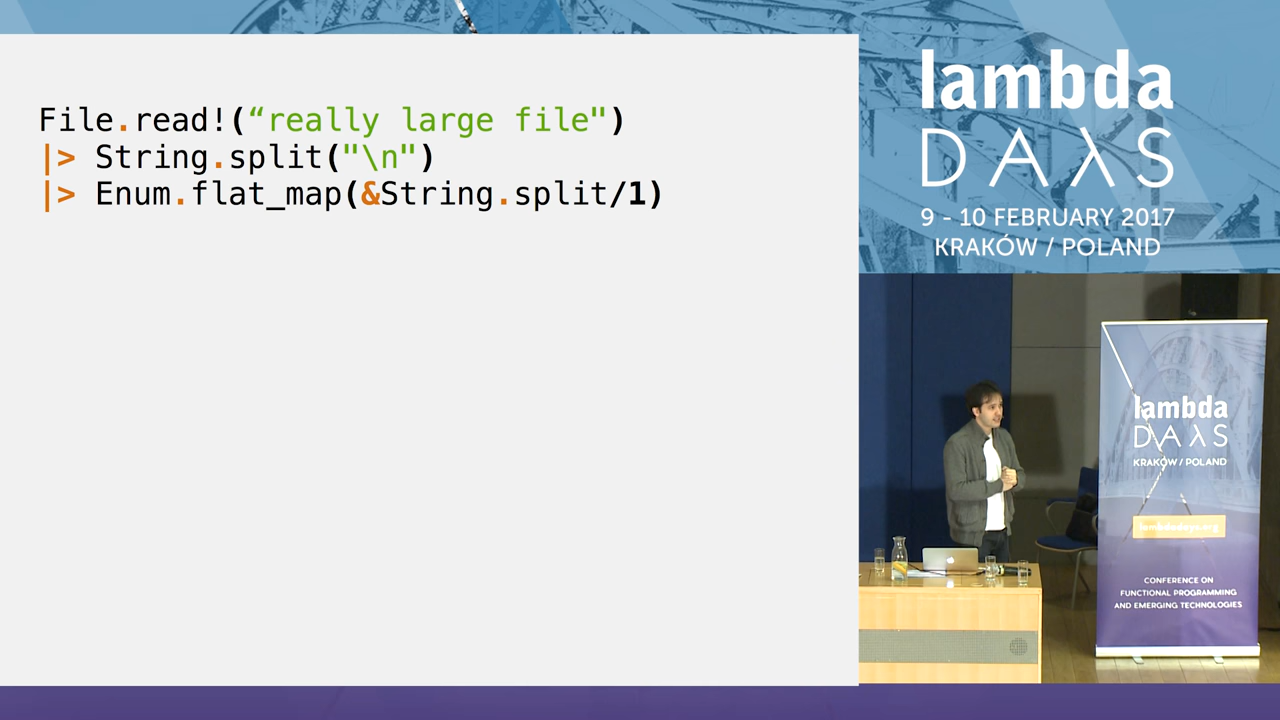 File.read!(“really large file")
|> String.split("\n")
|> Enum.flat_map(&String.split/1)
lambda
DAλS
9 - 10 FEBRUARY 2017
KRAKÓW / POLAND
lambda
DAλS
KRAKÓW / POLAND
lambdadays.org
CONFERENCE ON
FUNCTIONAL PROGRAMMING
AND EMERGING TECHNOLOGIES